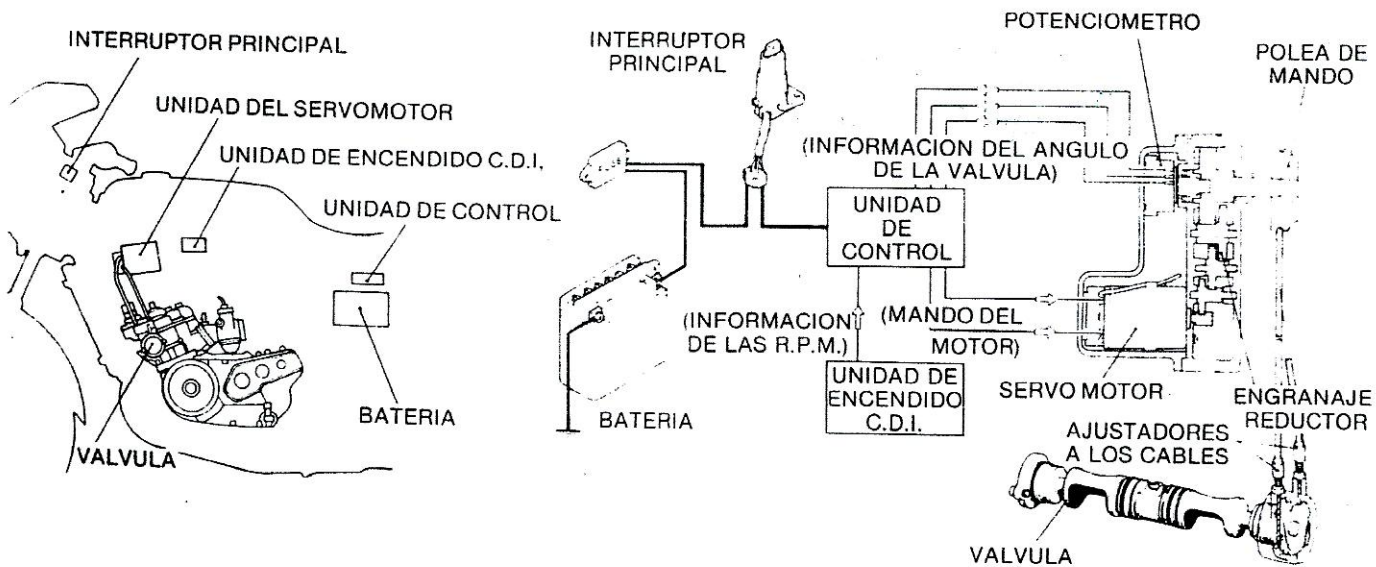 INTERRUPTOR PRINCIPAL
UNIDAD DEL SERVOMOTOR
UNIDAD DE ENCENDIDO C.D.I,
UNIDAD DE CONTROL
BATERIA
VALVULA
INTERRUPTOR
PRINCIPAL
POTENCIOMETRO
POLEA DE
MANDO
(INFORMACION DEL ANGULO
DE LA VALVULA)
UNIDAD
DE
CONTROL
(INFORMACION
DE LAS R.P.M.)
(MANDO DEL
MOTOR)
BATERIA
UNIDAD DE
ENCENDIDO
C.D.I.
SERVO MOTOR
ENGRANAJE
REDUCTOR
AJUSTADORES
A LOS CABLES
VALVULA